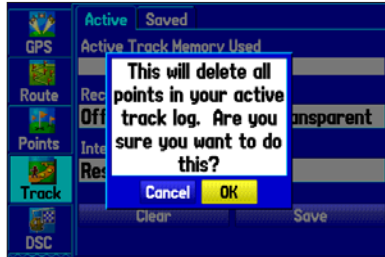 GPS
Active Saved
Active Track Memory Used
Route
Rec
Off
ansparent
Points
Inte
Res
Track
This will delete all
points in your active
track log. Are you
sure you want to do
this?
Cancel OK
Clear Save
DSC